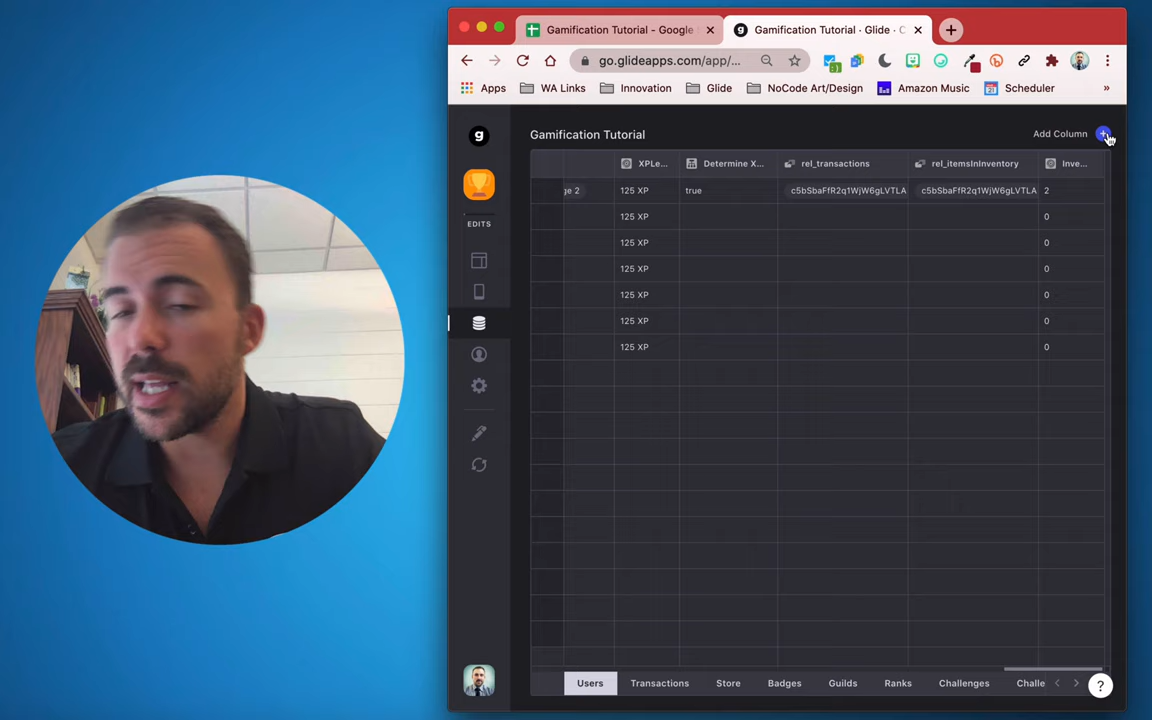 Gamification Tutorial - Google
Gamification Tutorial · Glide · C
go.glideapps.com/app/...
Apps
WA Links
Innovation
Glide
NoCode Art/Design
Amazon Music
Scheduler
»
g
Gamification Tutorial
Add Column
EDITS
XPLe...
Determine X...
rel_transactions
rel_itemsInInventory
Inve...
ge 2
125 XP
true
c5bSbaFfR2q1WjW6gLVTLA
c5bSbaFfR2q1WjW6gLVTLA
2
125 XP
0
125 XP
0
125 XP
0
125 XP
0
125 XP
0
125 XP
0
Users
Transactions
Store
Badges
Guilds
Ranks
Challenges
Challe
?